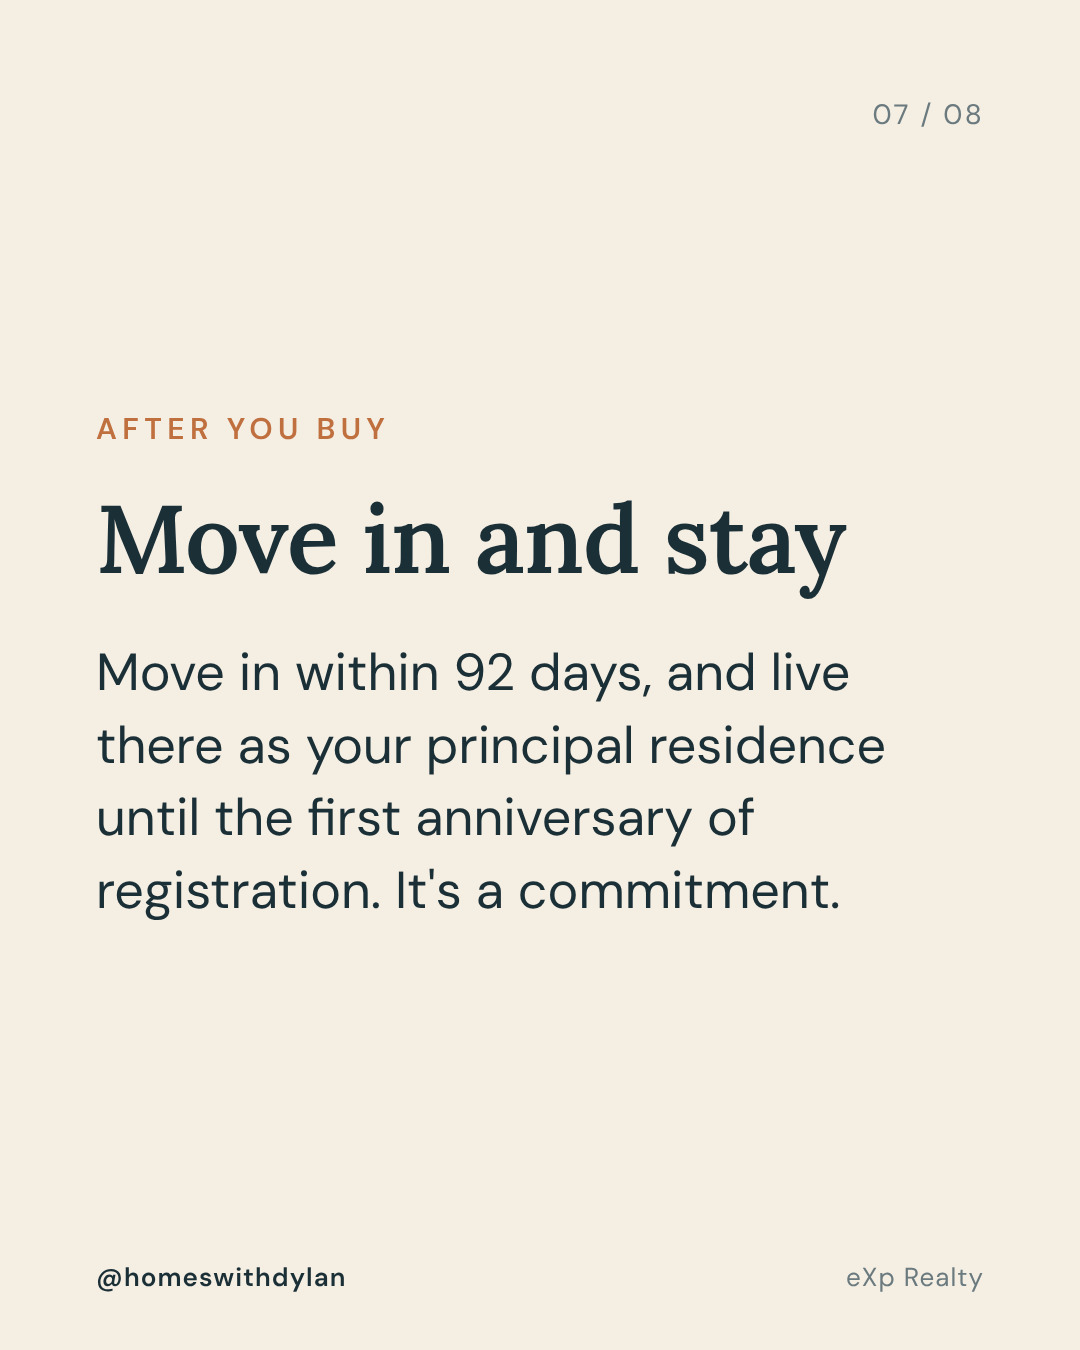 07 / 08
AFTER YOU BUY
Move in and stay
Move in within 92 days, and live
there as your principal residence
until the first anniversary of
registration. It's a commitment.
@homeswithdylan
eXp Realty